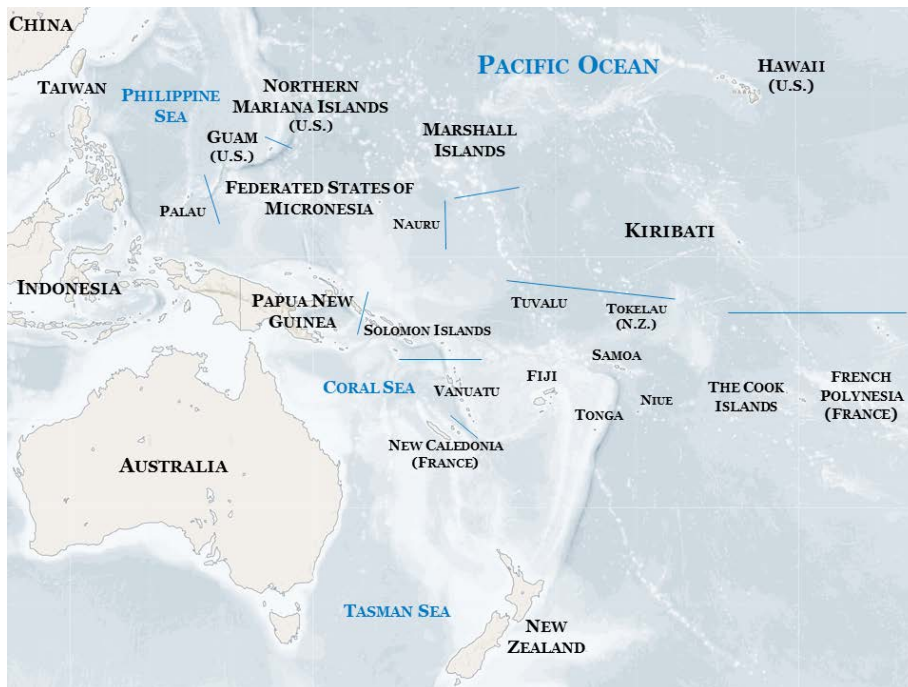 CHINA
PACIFIC OCEAN
HAWAII
(U.S.)
TAIWAN
PHILIPPINE
SEA
NORTHERN
MARIANA ISLANDS
(U.S.)
GUAM
(U.S.)
MARSHALL
ISLANDS
FEDERATED STATES OF
MICRONESIA
PALAU
NAURU
KIRIBATI
INDONESIA
PAPUA NEW
GUINEA
SOLOMON ISLANDS
TUVALU
TOKELAU
(N.Z.)
SAMOA
CORAL SEA
VANUATU
FIJI
TONGA
NIUE
THE COOK
ISLANDS
FRENCH
POLYNESIA
(FRANCE)
NEW CALEDONIA
(FRANCE)
AUSTRALIA
TASMAN SEA
NEW
ZEALAND